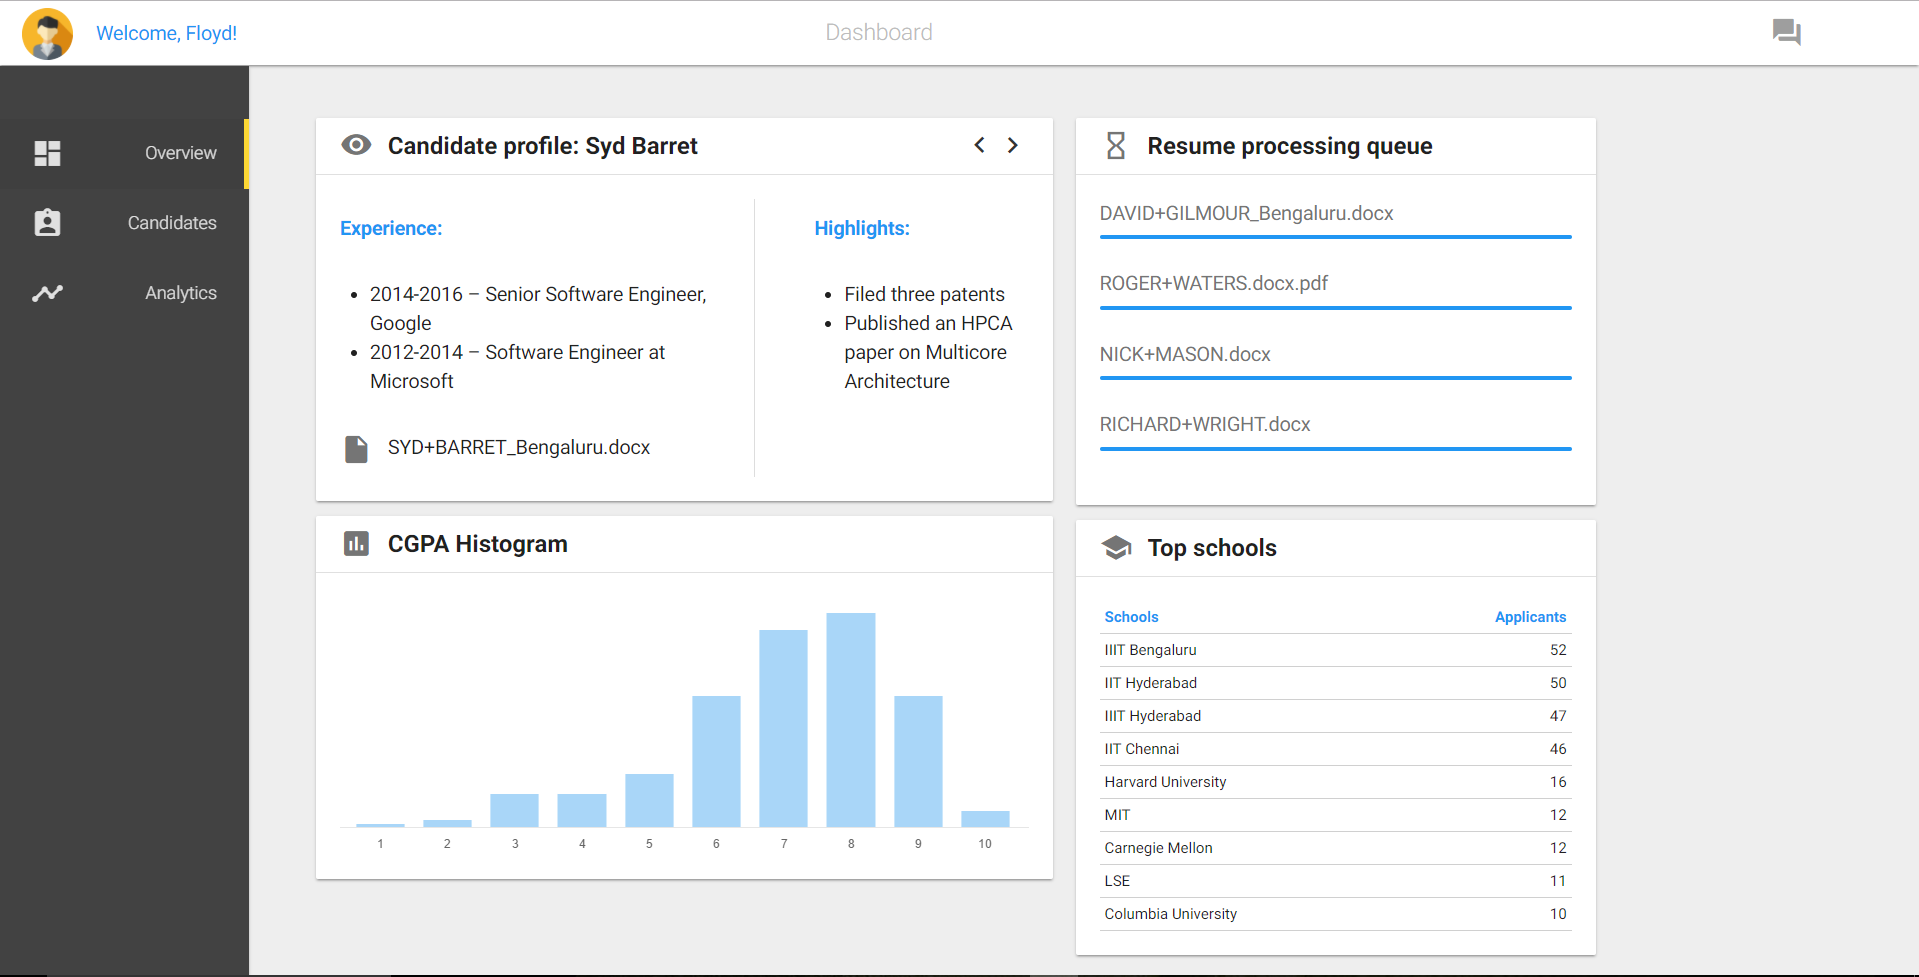 Welcome, Floyd!
Dashboard
Overview
Candidates
Analytics
Candidate profile: Syd Barret
Experience:
2014-2016 – Senior Software Engineer,
Google
2012-2014 – Software Engineer at
Microsoft
SYD+BARRET_Bengaluru.docx
Highlights:
Filed three patents
Published an HPCA
paper on Multicore
Architecture
Resume processing queue
DAVID+GILMOUR_Bengaluru.docx
ROGER+WATERS.docx.pdf
NICK+MASON.docx
RICHARD+WRIGHT.docx
CGPA Histogram
1 2 3 4 5 6 7 8 9 10
Top schools
Schools Applicants
IIIT Bengaluru 52
IIT Hyderabad 50
IIIT Hyderabad 47
IIT Chennai 46
Harvard University 16
MIT 12
Carnegie Mellon 12
LSE 11
Columbia University 10